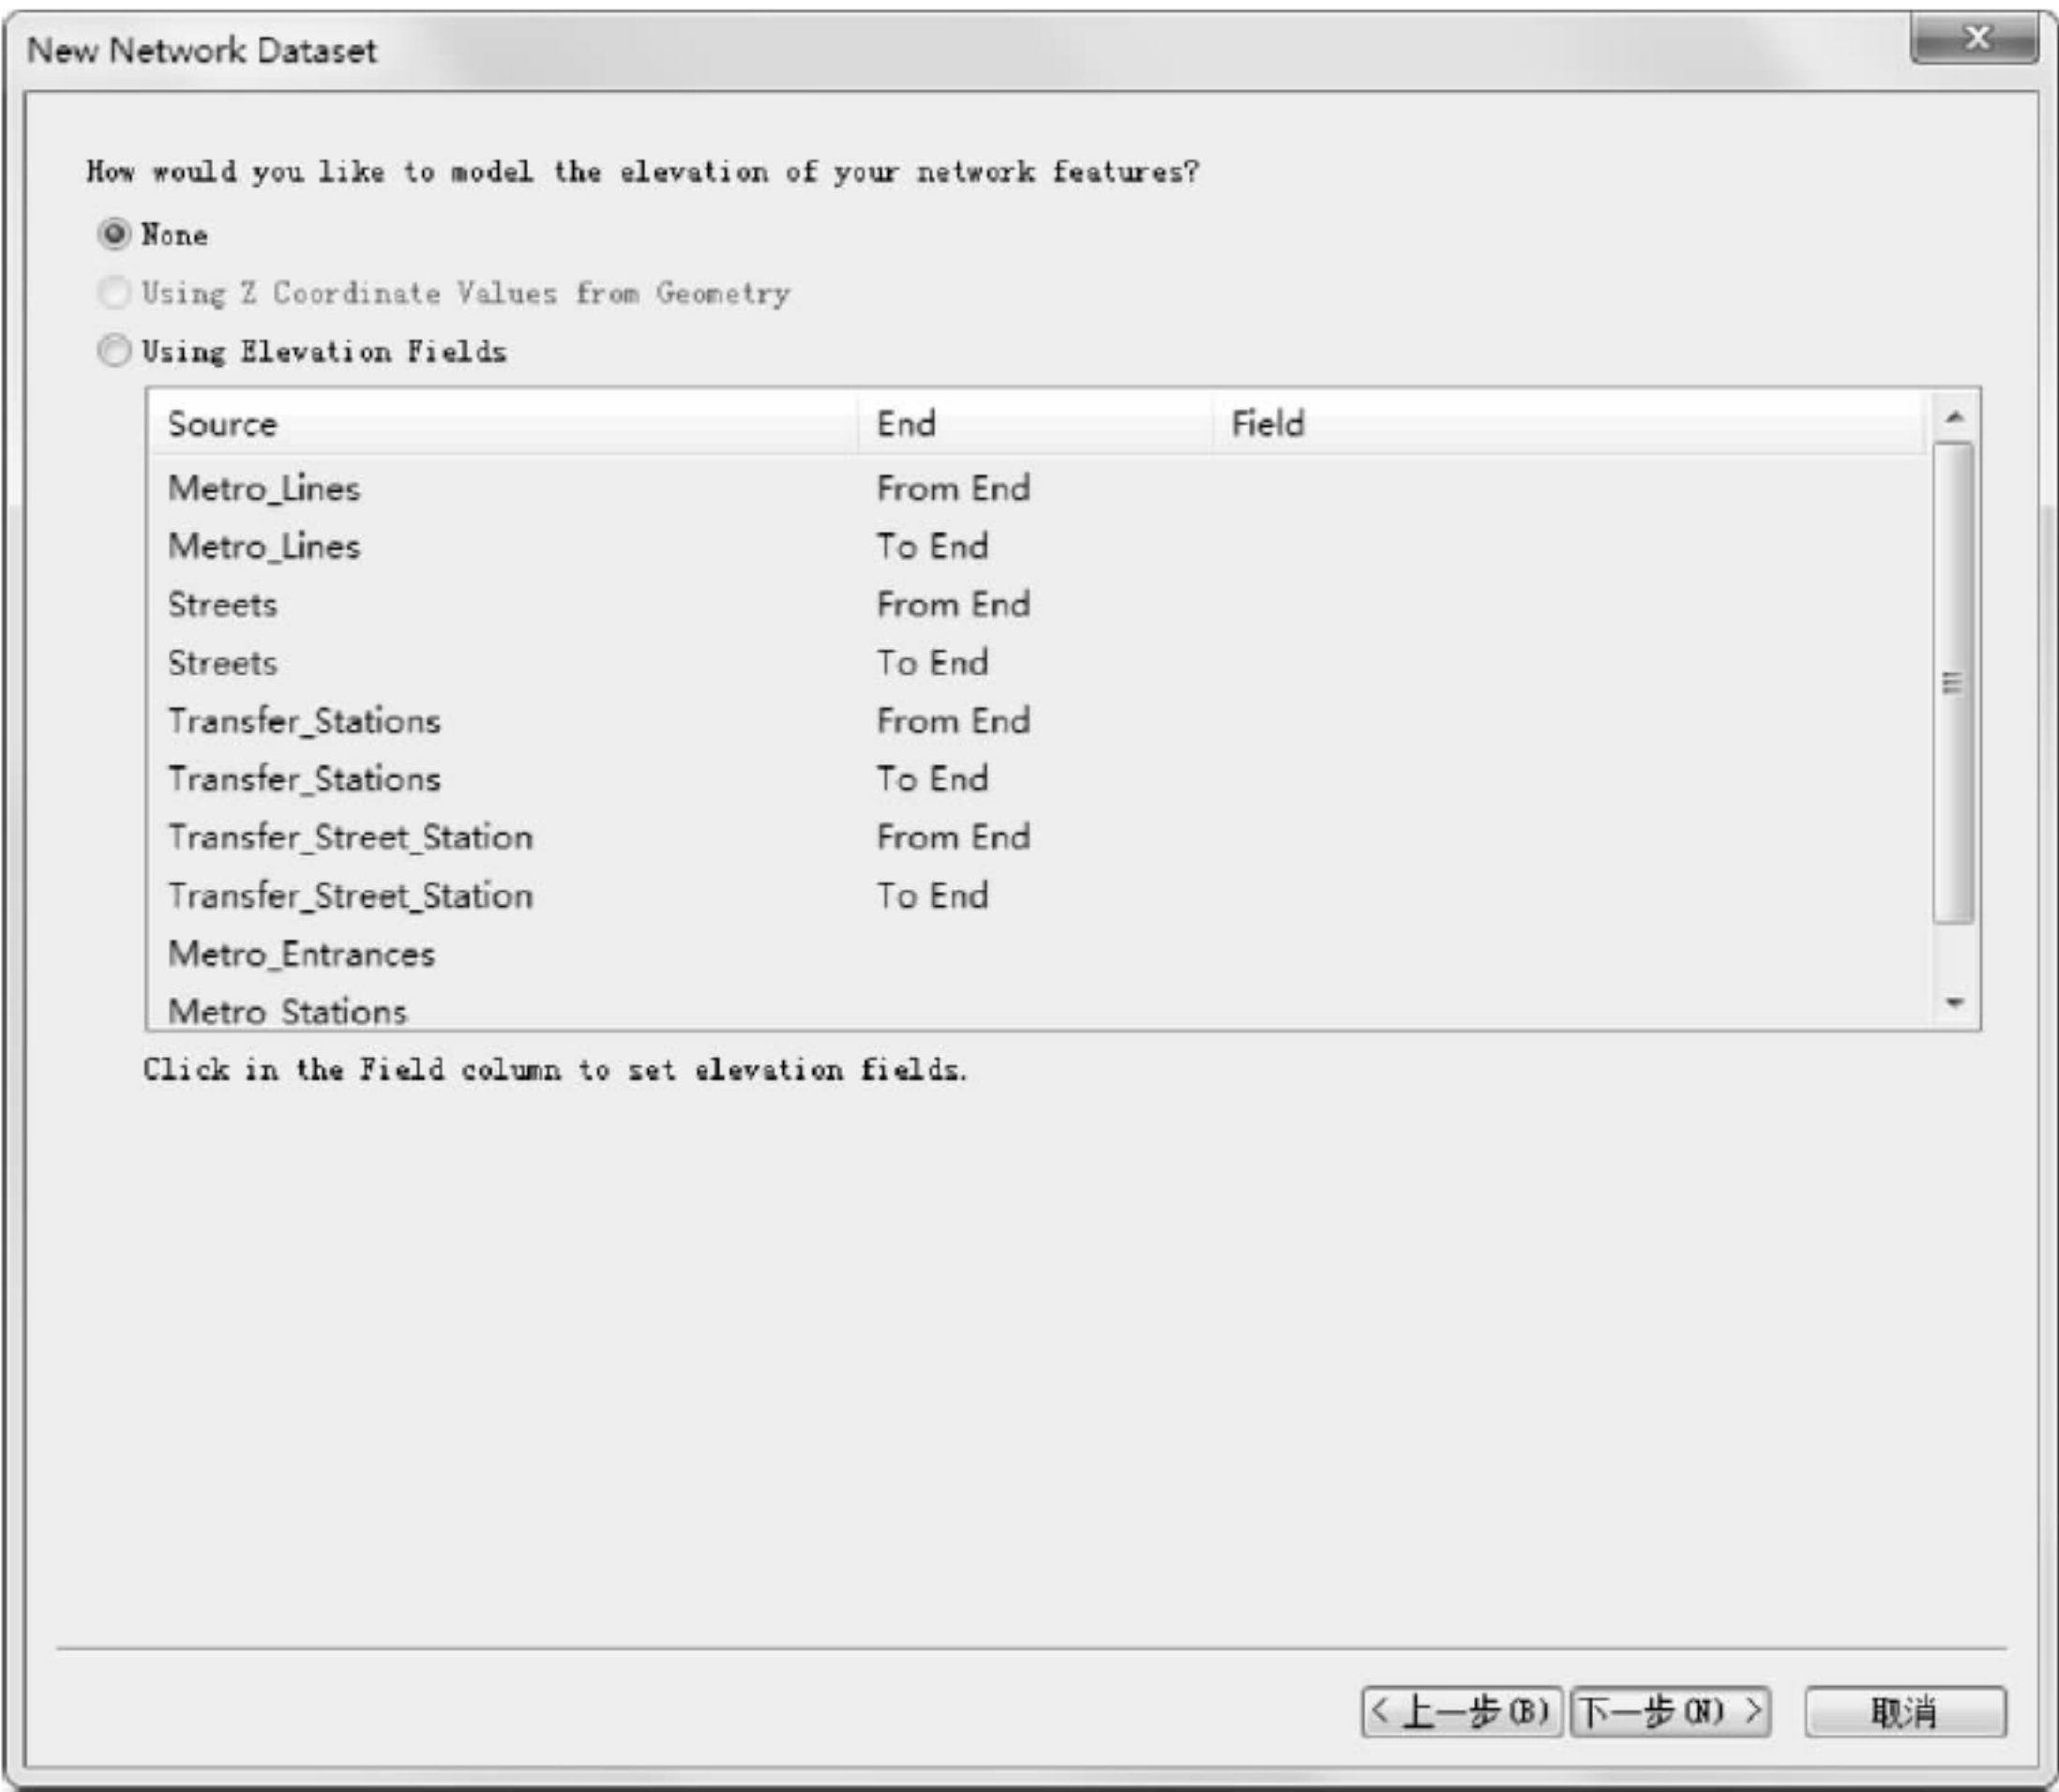 New Network Dataset
How would you like to model the elevation of your network features?
None
Using Z Coordinate Values from Geometry
Using Elevation Fields
Source End Field
Metro_Lines From End
Metro_Lines To End
Streets From End
Streets To End
Transfer_Stations From End
Transfer_Stations To End
Transfer_Street_Station From End
Transfer_Street_Station To End
Metro_Entrances
Metro_Stations
Click in the Field column to set elevation fields.
< 上一步(B) 下一步(N) > 取消